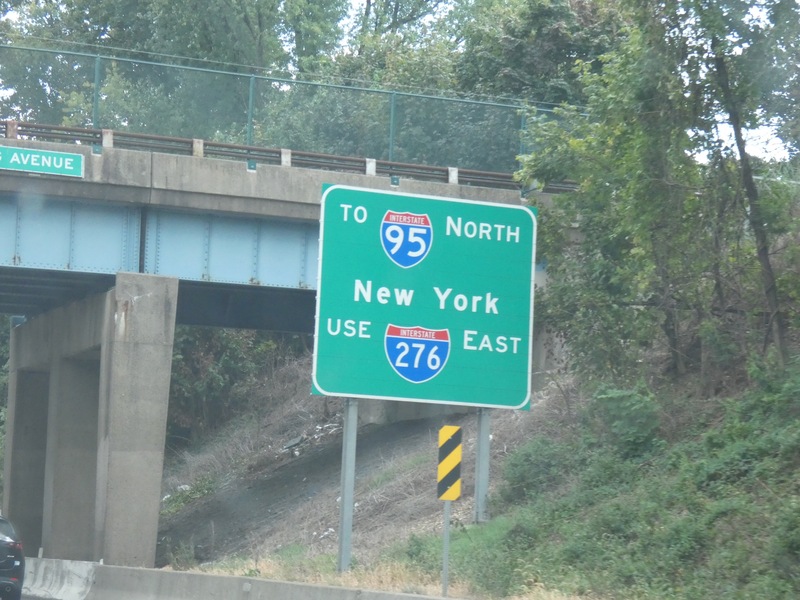 AVENUE
TO INTERSTATE 95 NORTH
New York
USE INTERSTATE 276 EAST